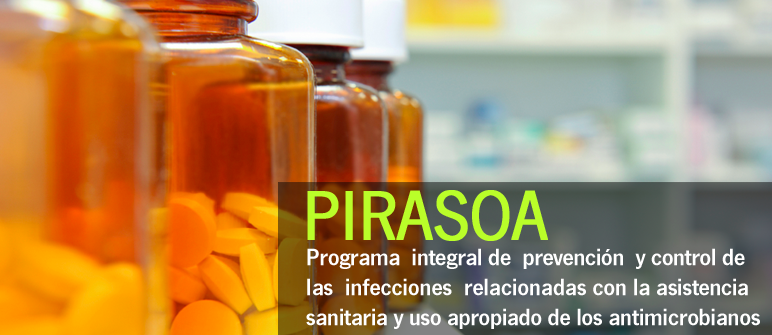 PIRASOA
Programa integral de prevención y control de
las infecciones relacionadas con la asistencia
sanitaria y uso apropiado de los antimicrobianos